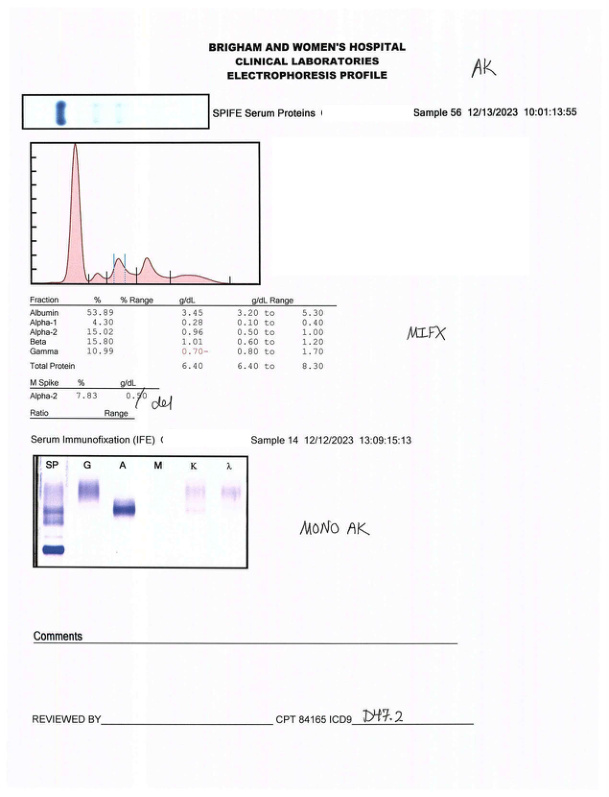 BRIGHAM AND WOMEN'S HOSPITAL
CLINICAL LABORATORIES
ELECTROPHORESIS PROFILE
AK
SPIFE Serum Proteins Sample 56 12/13/2023 10:01:13:55
Fraction % % Range g/dL g/dL Range
Albumin 53.89 3.45 3.20 to 5.30
Alpha-1 4.30 0.28 0.10 to 0.40
Alpha-2 15.02 0.96 0.50 to 1.00
Beta 15.80 1.01 0.60 to 1.20
Gamma 10.99 0.70- 0.80 to 1.70
Total Protein 6.40 6.40 to 8.30
MIFX
M Spike % g/dL
Alpha-2 7.83 0.50 del
Ratio Range
Serum Immunofixation (IFE) ( Sample 14 12/12/2023 13:09:15:13
SP G A M K λ
MONO AK
Comments
REVIEWED BY CPT 84165 ICD9 D47.2